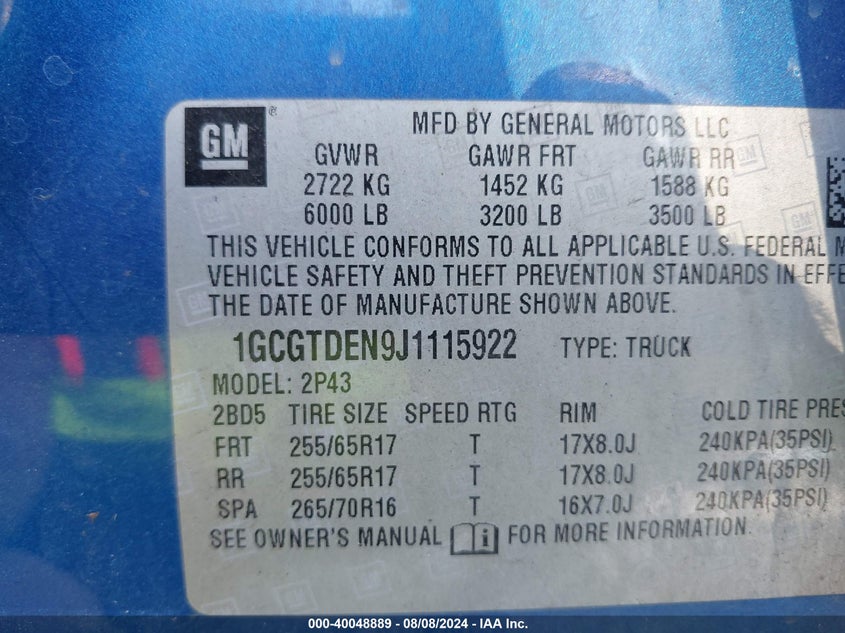 GM ®
MFD BY GENERAL MOTORS LLC
GVWR GAWR FRT GAWR RR
2722 KG 1452 KG 1588 KG
6000 LB 3200 LB 3500 LB
THIS VEHICLE CONFORMS TO ALL APPLICABLE U.S. FEDERAL M
VEHICLE SAFETY AND THEFT PREVENTION STANDARDS IN EFFE
THE DATE OF MANUFACTURE SHOWN ABOVE.
1GCGTDEN9J1115922 TYPE: TRUCK
MODEL: 2P43
2BD5 TIRE SIZE SPEED RTG RIM COLD TIRE PRES
FRT 255/65R17 T 17X8.0J 240KPA(35PSI)
RR 255/65R17 T 17X8.0J 240KPA(35PSI)
SPA 265/70R16 T 16X7.0J 240KPA(35PSI)
SEE OWNER'S MANUAL i FOR MORE INFORMATION.
000-40048889 - 08/08/2024 - IAA Inc.